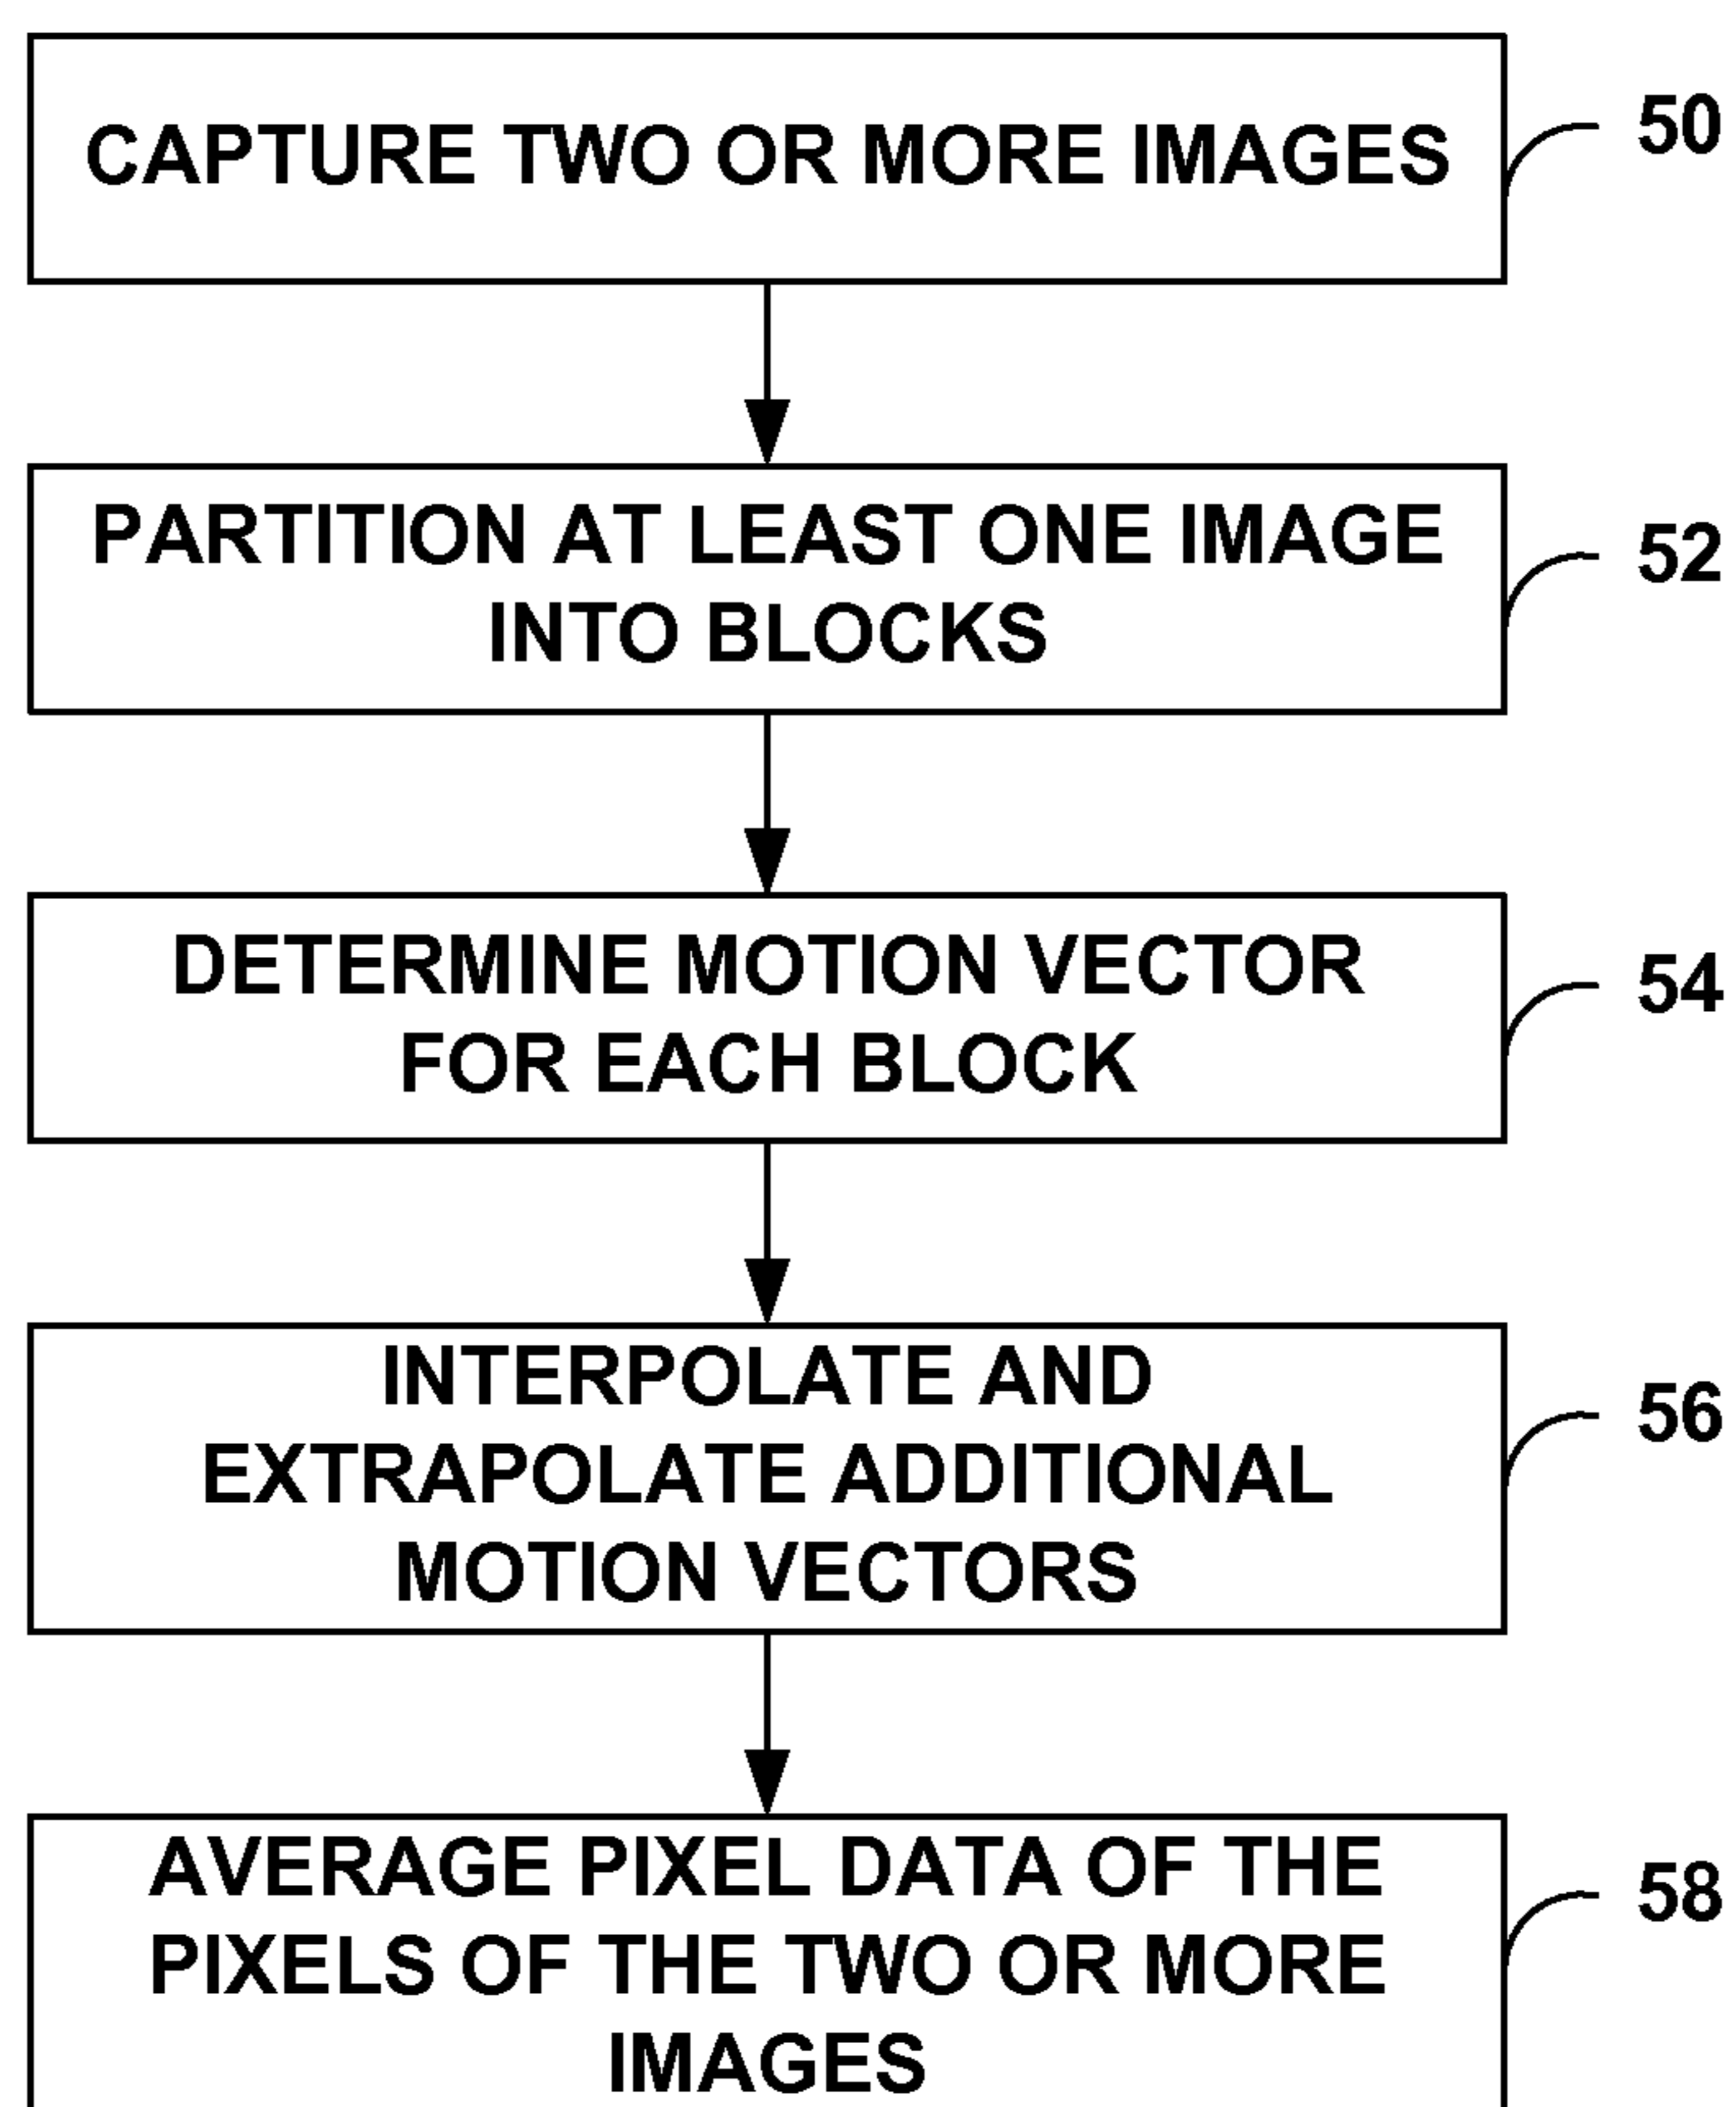 CAPTURE TWO OR MORE IMAGES
50
PARTITION AT LEAST ONE IMAGE
INTO BLOCKS
52
DETERMINE MOTION VECTOR
FOR EACH BLOCK
54
INTERPOLATE AND
EXTRAPOLATE ADDITIONAL
MOTION VECTORS
56
AVERAGE PIXEL DATA OF THE
PIXELS OF THE TWO OR MORE
IMAGES
58